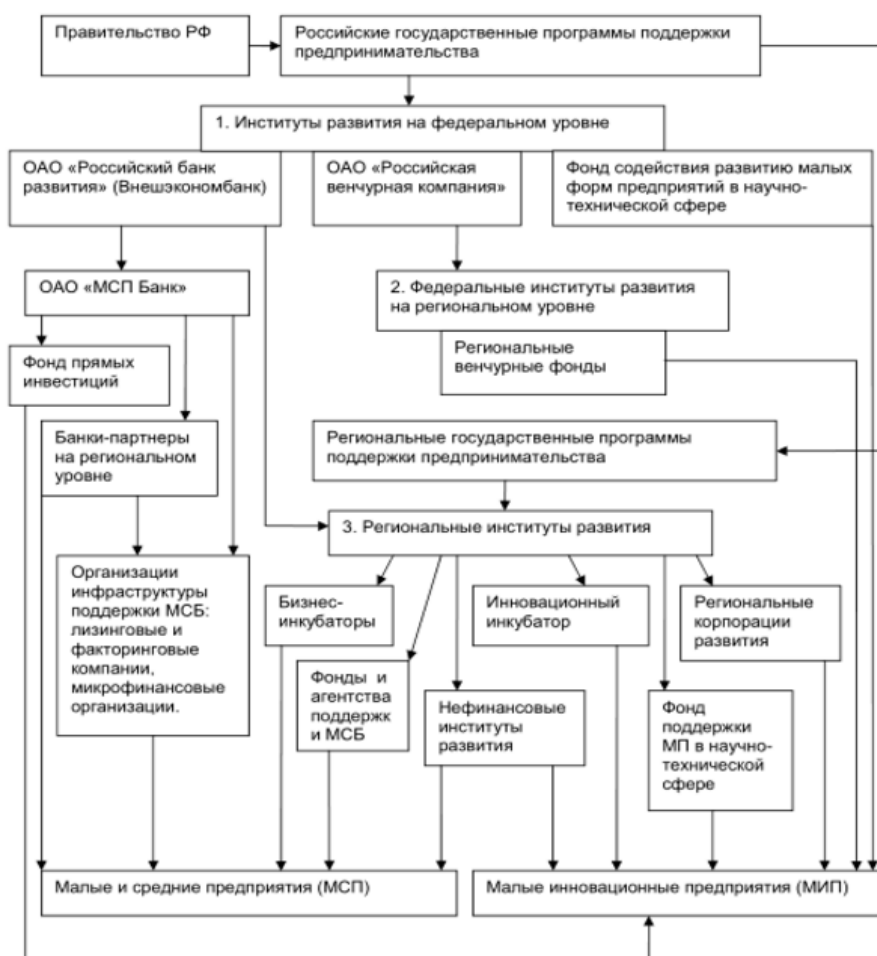 Правительство РФ
Российские государственные программы поддержки
предпринимательства
1. Институты развития на федеральном уровне
ОАО «Российский банк
развития» (Внешэкономбанк)
ОАО «Российская
венчурная компания»
Фонд содействия развитию малых
форм предприятий в научно-
технической сфере
ОАО «МСП Банк»
2. Федеральные институты развития
на региональном уровне
Фонд прямых
инвестиций
Региональные
венчурные фонды
Банки-партнеры
на региональном
уровне
Региональные государственные программы
поддержки предпринимательства
3. Региональные институты развития
Организации
инфраструктуры
поддержки МСБ:
лизинговые и
факторинговые
компании,
микрофинансовые
организации.
Бизнес-
инкубаторы
Инновационный
инкубатор
Региональные
корпорации
развития
Фонды и
агентства
поддержк
и МСБ
Нефинансовые
институты
развития
Фонд
поддержки
МП в научно-
технической
сфере
Малые и средние предприятия (МСП)
Малые инновационные предприятия (МИП)